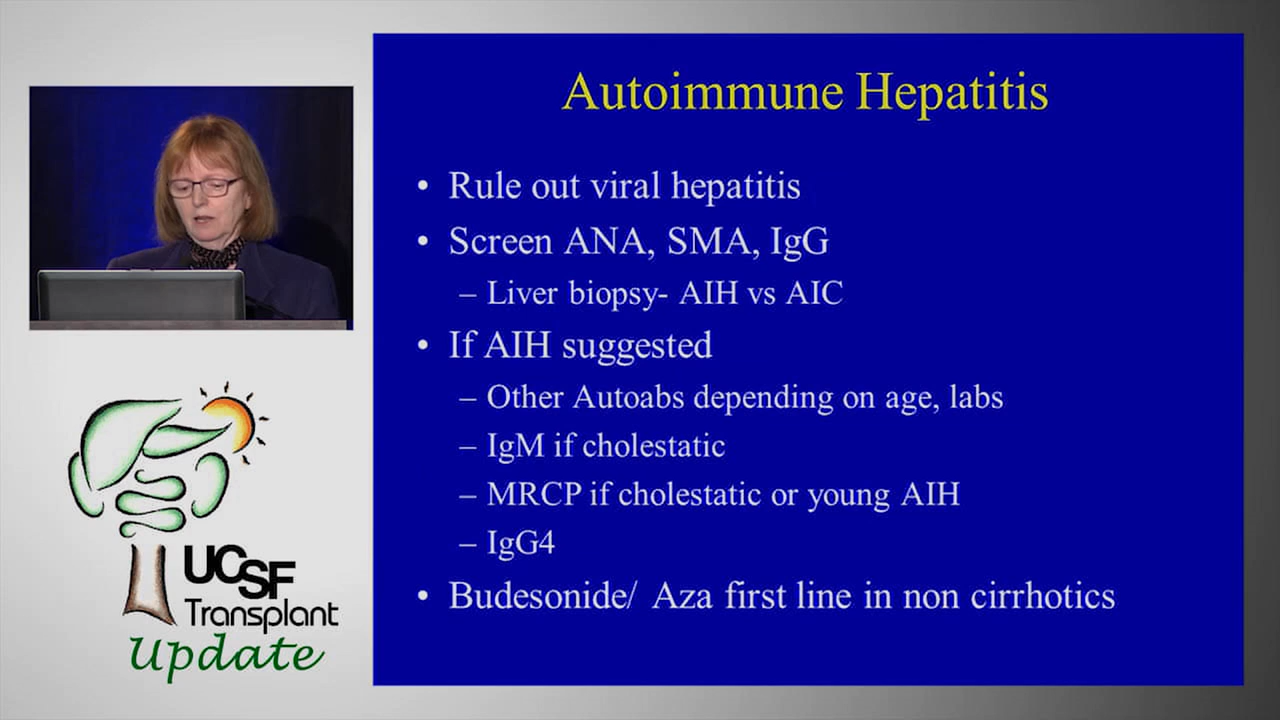 Autoimmune Hepatitis
• Rule out viral hepatitis
• Screen ANA, SMA, IgG
– Liver biopsy- AIH vs AIC
• If AIH suggested
– Other Autoabs depending on age, labs
– IgM if cholestatic
– MRCP if cholestatic or young AIH
– IgG4
• Budesonide/ Aza first line in non cirrhotics
UCSF
Transplant
Update